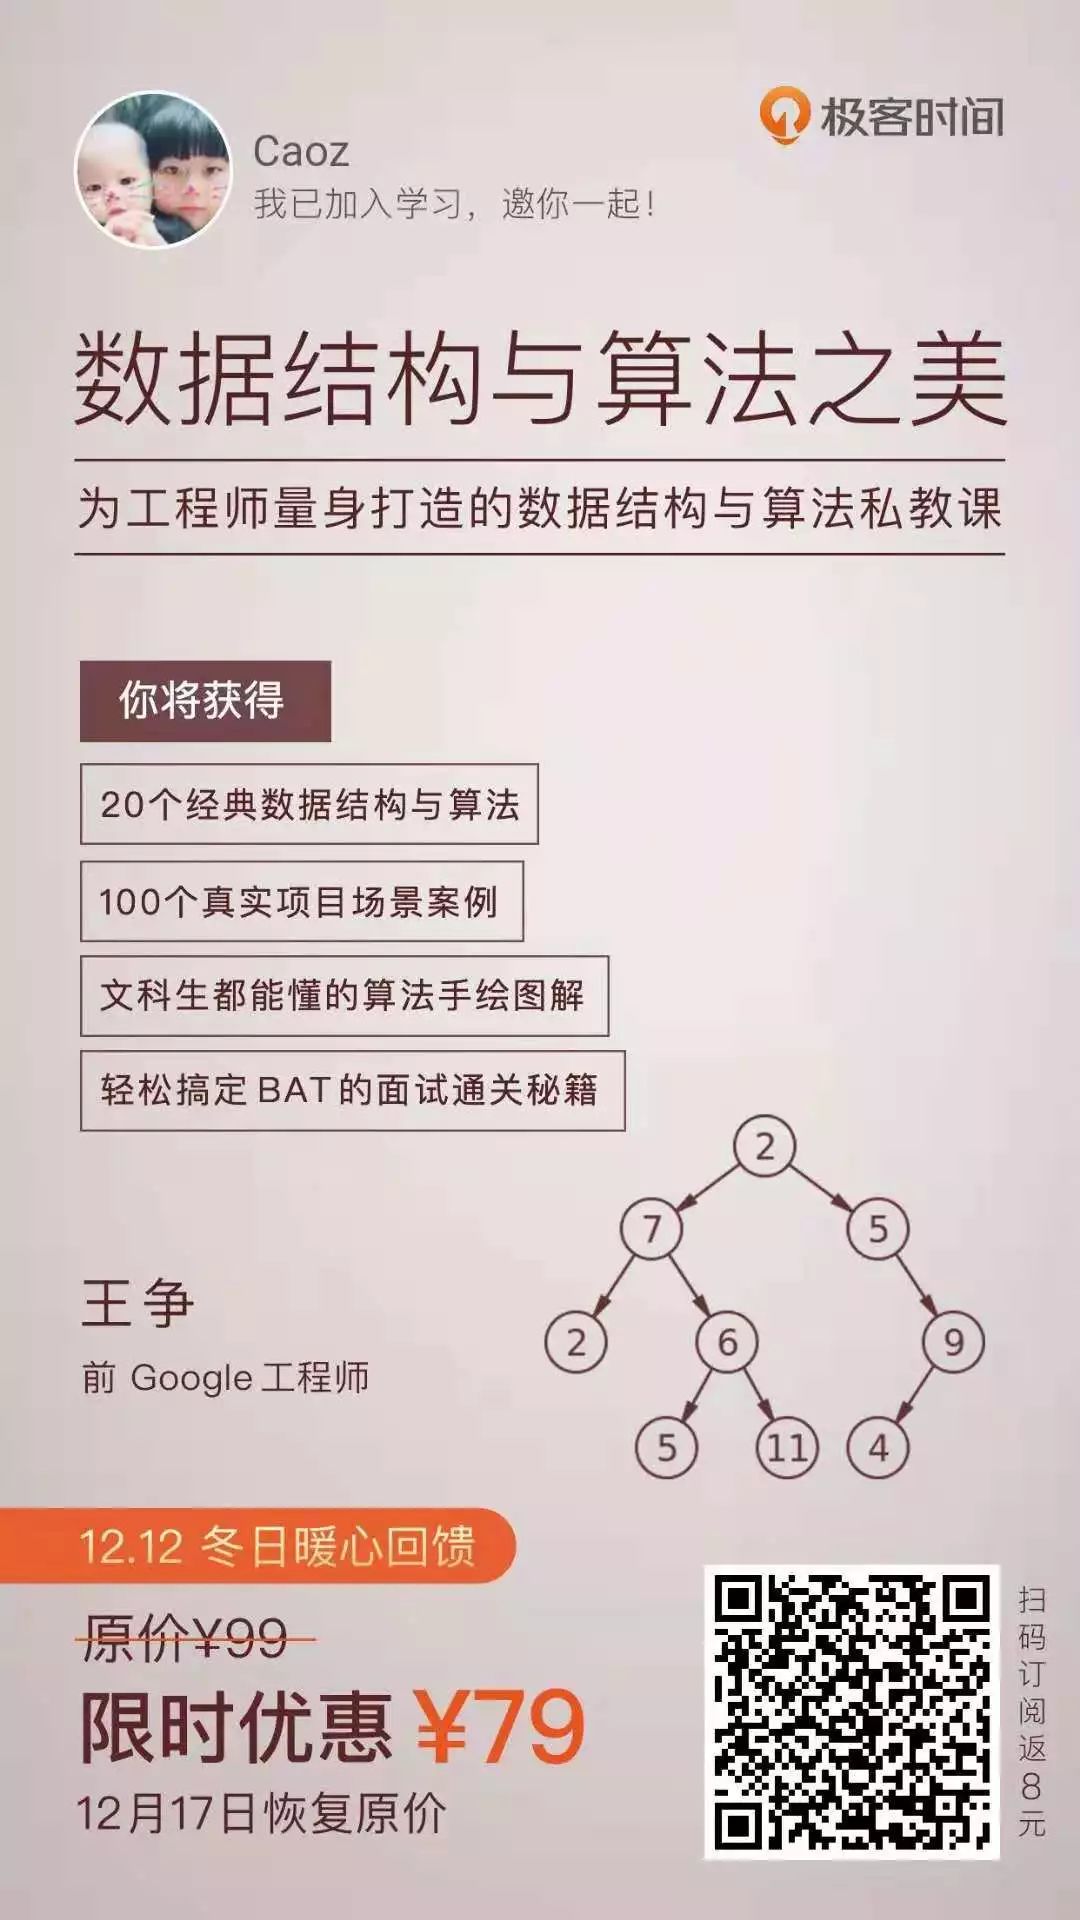 极客时间
Caoz
我已加入学习，邀你一起！
数据结构与算法之美
为工程师量身打造的数据结构与算法私教课
你将获得
20个经典数据结构与算法
100个真实项目场景案例
文科生都能懂的算法手绘图解
轻松搞定BAT的面试通关秘籍
2
7
5
2
6
9
5
11
4
王争
前 Google 工程师
12.12 冬日暖心回馈
原价¥99
限时优惠 ¥79
12月17日恢复原价
扫码订阅返8元